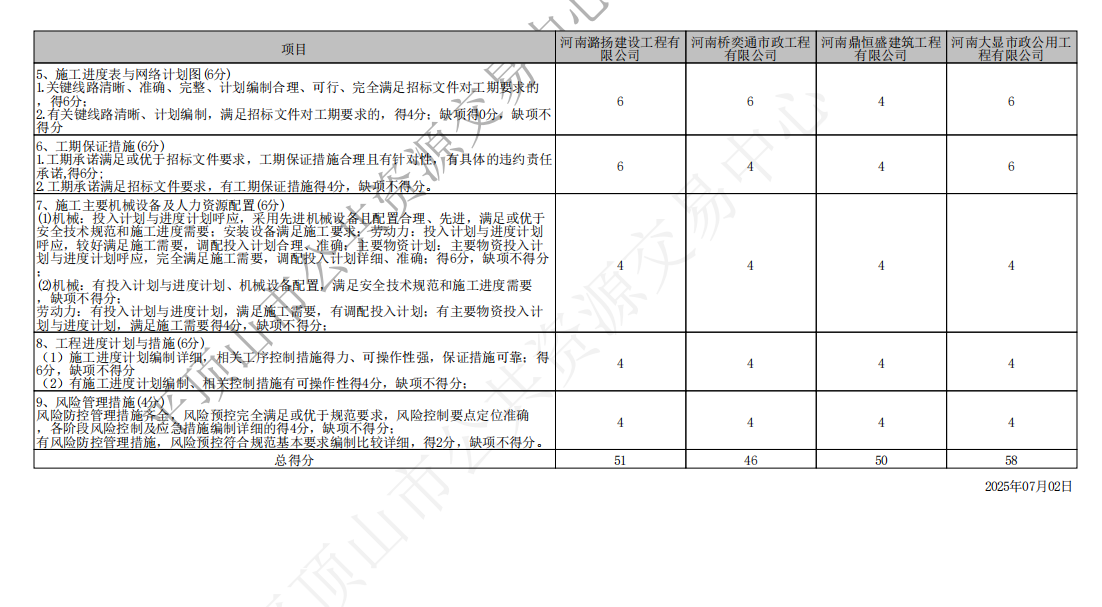 项目
河南潞扬建设工程有
限公司
河南桥奕通市政工程
有限公司
河南鼎恒盛建筑工程
有限公司
河南大显市政公用工
程有限公司
5、施工进度表与网络计划图(6分)
1.关键线路清晰、准确、完整、计划编制合理、可行、完全满足招标文件对工期要求的
，得6分；
2.有关键线路清晰、计划编制，满足招标文件对工期要求的，得4分；缺项得0分，缺项不
得分
6
6
4
6
6、工期保证措施(6分)
1.工期承诺满足或优于招标文件要求，工期保证措施合理且有针对性，有具体的违约责任
承诺,得6分；
2.工期承诺满足招标文件要求，有工期保证措施得4分，缺项不得分。
6
4
4
6
7、施工主要机械设备及人力资源配置(6分)
(1)机械：投入计划与进度计划呼应，采用先进机械设备且配置合理、先进，满足或优于
安全技术规范和施工进度需要；安装设备满足施工要求；劳动力：投入计划与进度计划
呼应，较好满足施工需要，调配投入计划合理、准确；主要物资计划：主要物资投入计
划与进度计划呼应，完全满足施工需要，调配投入计划详细、准确；得6分，缺项不得分
；
(2)机械：有投入计划与进度计划、机械设备配置，满足安全技术规范和施工进度需要
，缺项不得分；
劳动力：有投入计划与进度计划，满足施工需要，有调配投入计划；有主要物资投入计
划与进度计划，满足施工需要得4分，缺项不得分；
4
4
4
4
8、工程进度计划与措施(6分)
（1）施工进度计划编制详细，相关工序控制措施得力、可操作性强，保证措施可靠；得
6分，缺项不得分
（2）有施工进度计划编制、相关控制措施有可操作性得4分，缺项不得分；
4
4
4
4
9、风险管理措施(4分)
风险防控管理措施齐全，风险预控完全满足或优于规范要求，风险控制要点定位准确
，各阶段风险控制及应急措施编制详细的得4分，缺项不得分；
有风险防控管理措施，风险预控符合规范基本要求编制比较详细，得2分，缺项不得分。
4
4
4
4
总得分
51
46
50
58
2025年07月02日
平顶山市公共资源交易中心
平顶山市公共资源交易中心